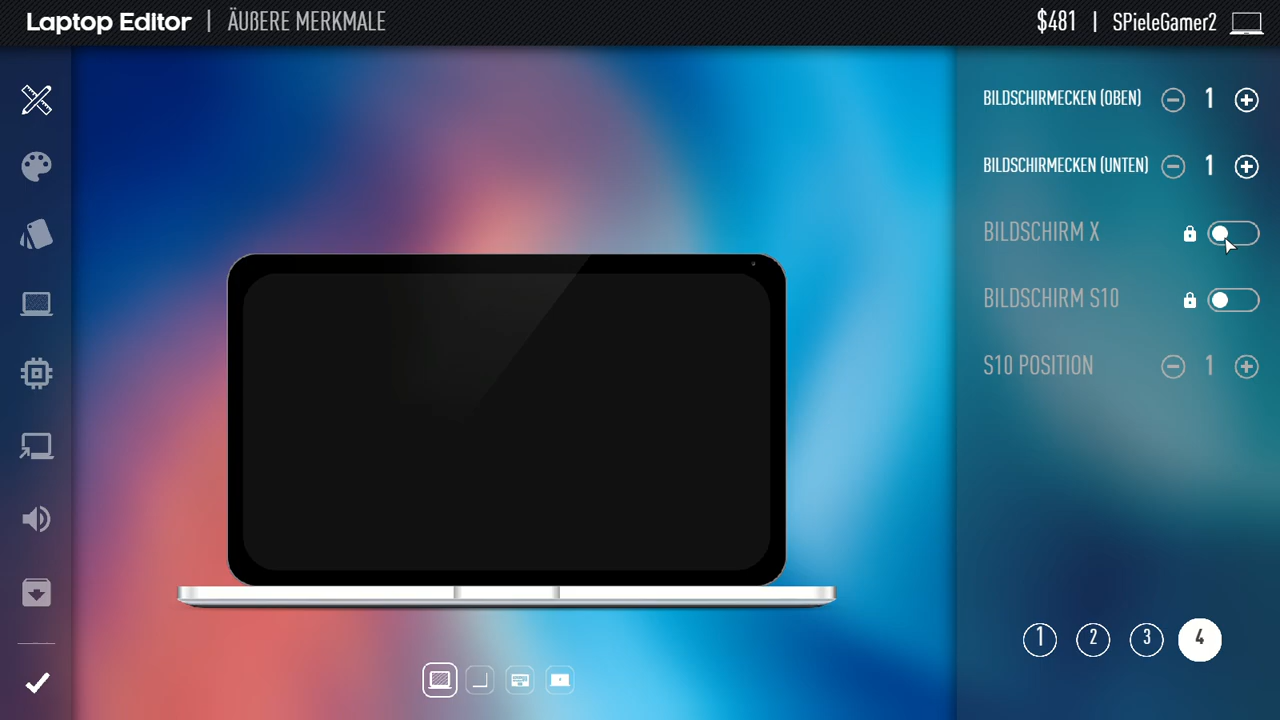 Laptop Editor | ÄUßERE MERKMALE
$481 | SPieleGamer2
BILDSCHIRMECKEN (OBEN) 1
BILDSCHIRMECKEN (UNTEN) 1
BILDSCHIRM X
BILDSCHIRM S10
S10 POSITION 1
1 2 3 4